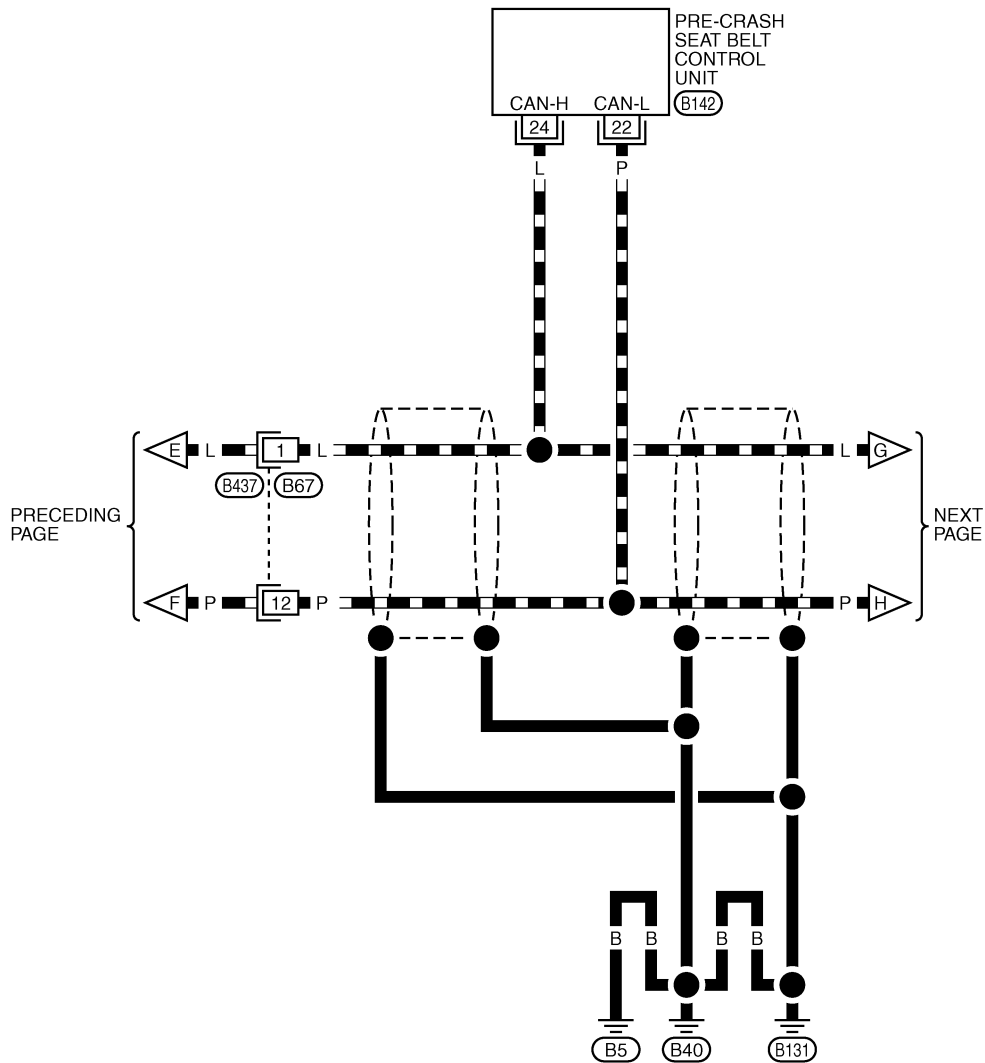 PRE-CRASH
SEAT BELT
CONTROL
UNIT
B142
CAN-H CAN-L
24 22
L P
E L 1 L L G
B437 B67
PRECEDING
PAGE
NEXT
PAGE
F P 12 P P H
B B B B
B5 B40 B131